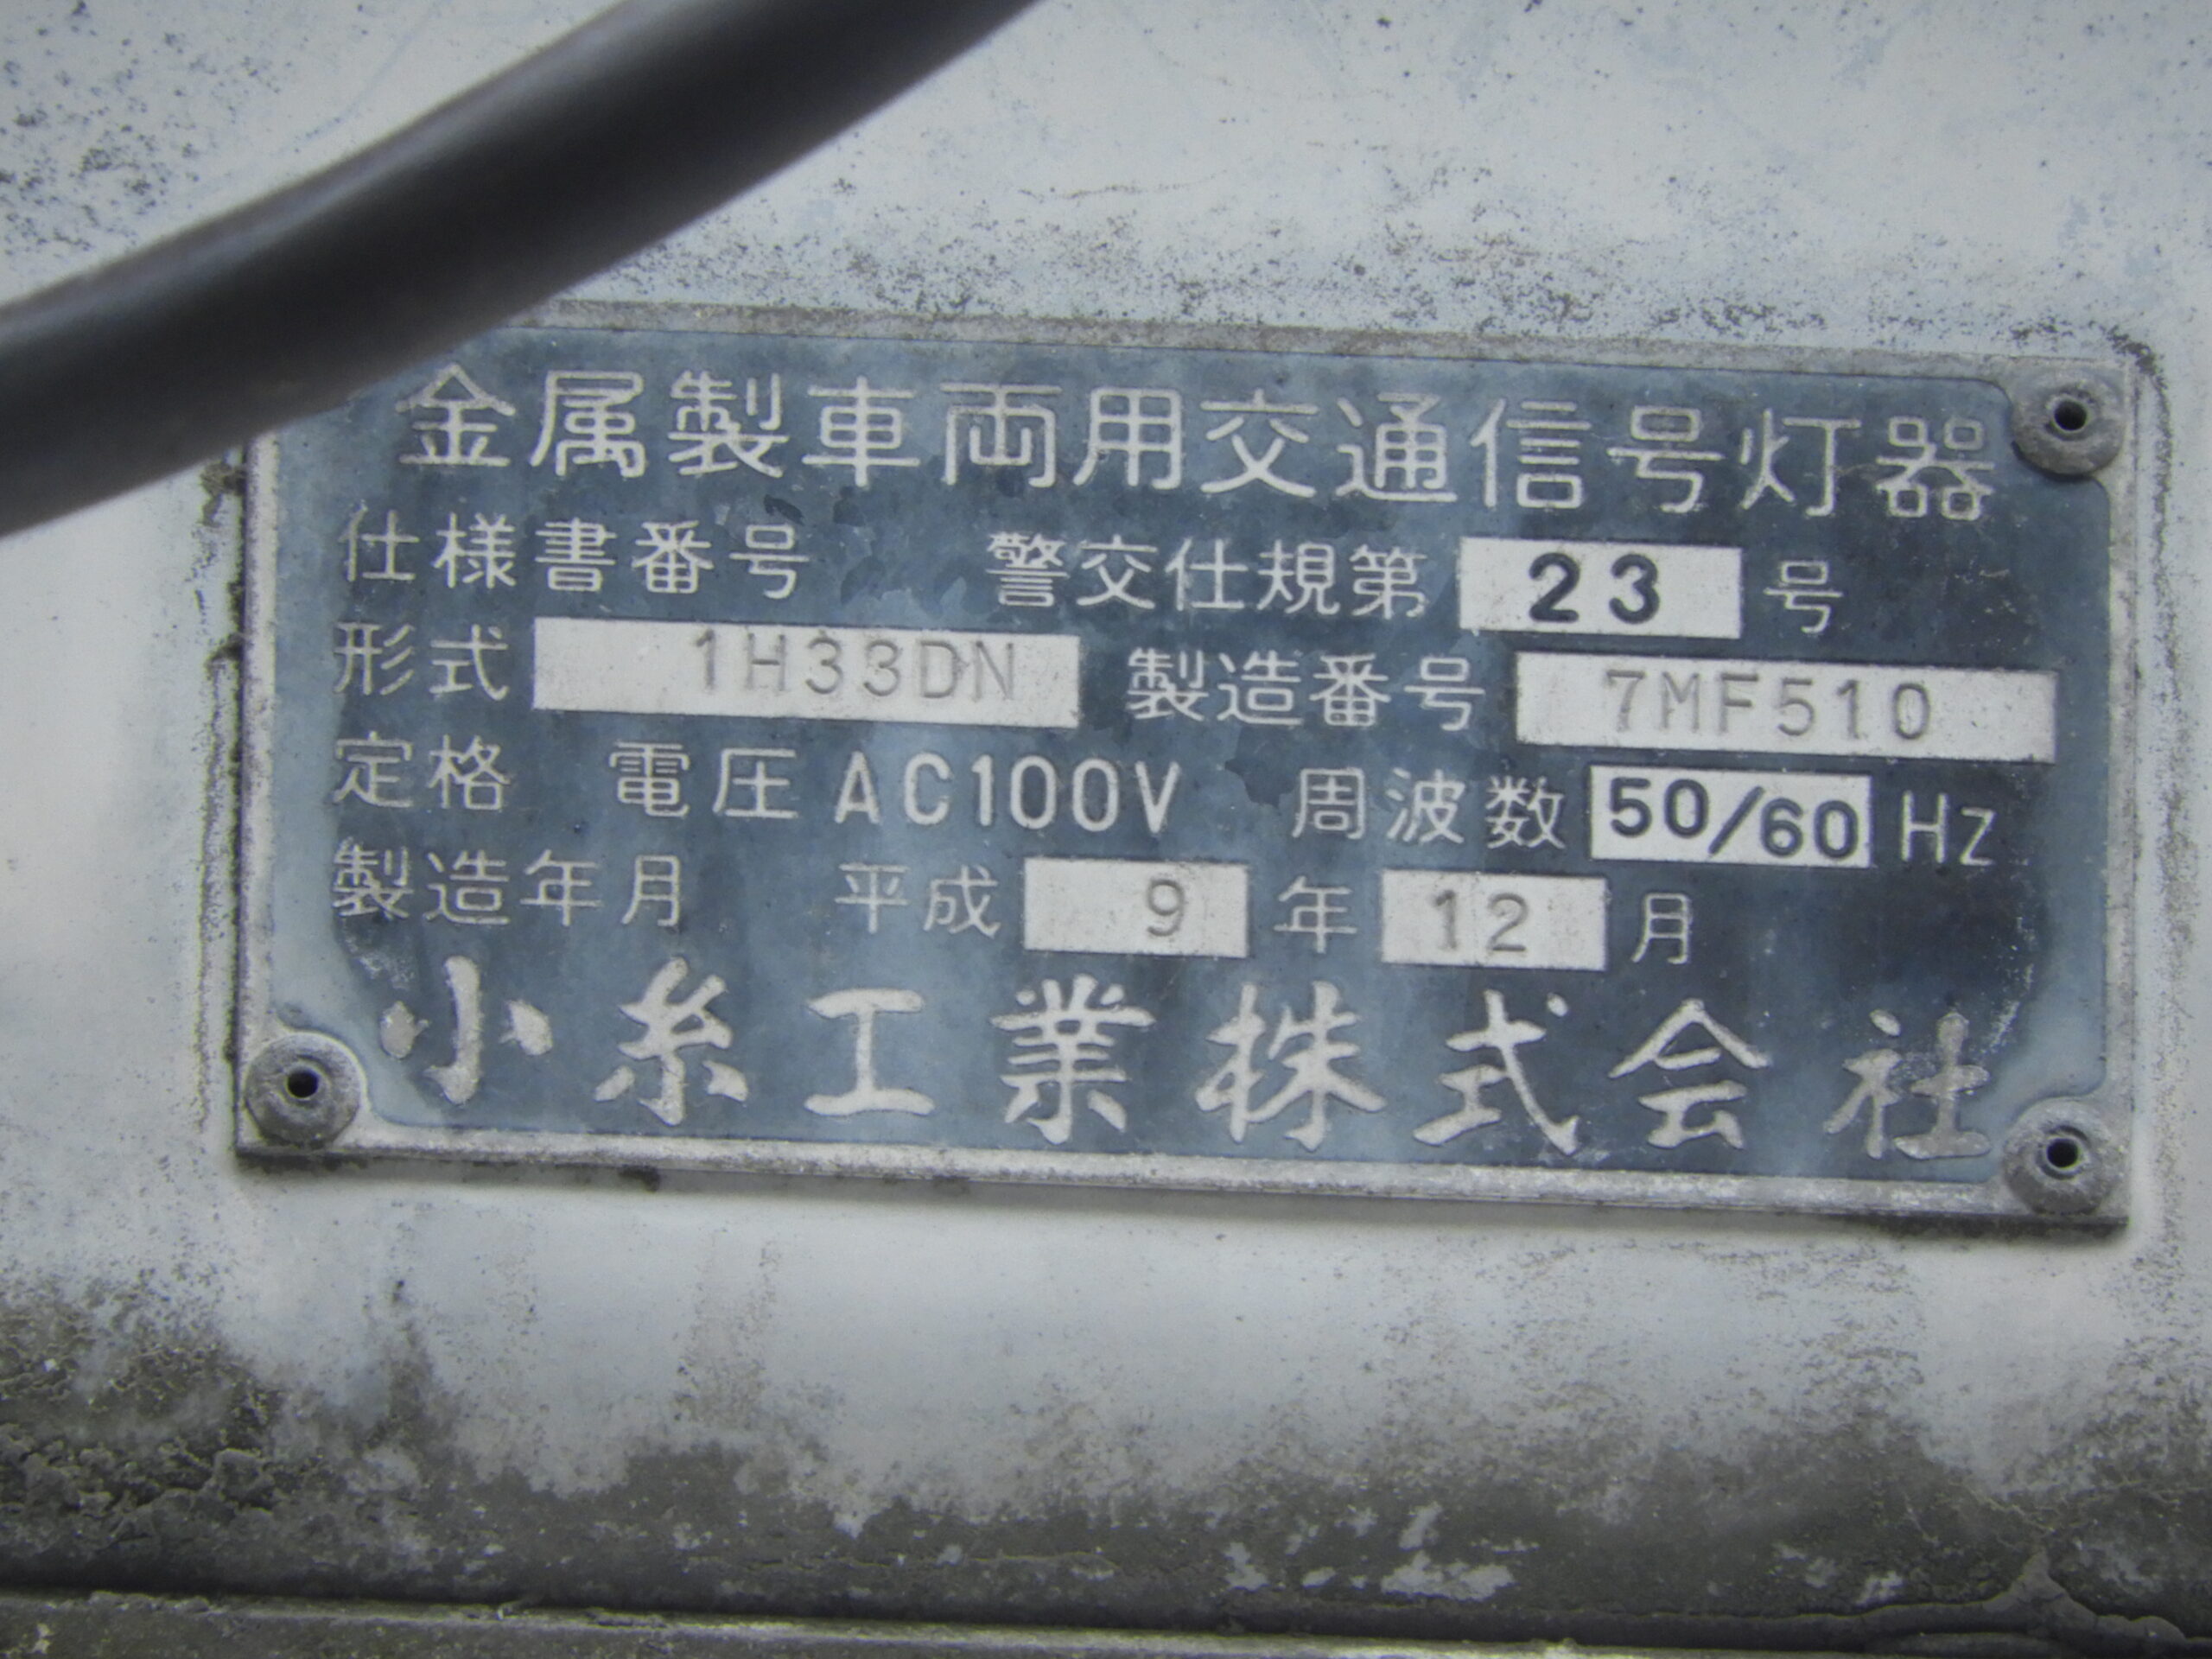 金属製車両用交通信号灯器
仕様書番号 警交仕規第 23 号
形式 1H33DN 製造番号 7MF510
定格 電圧 AC100V 周波数 50/60 Hz
製造年月 平成 9 年 12 月
小糸工業株式会社